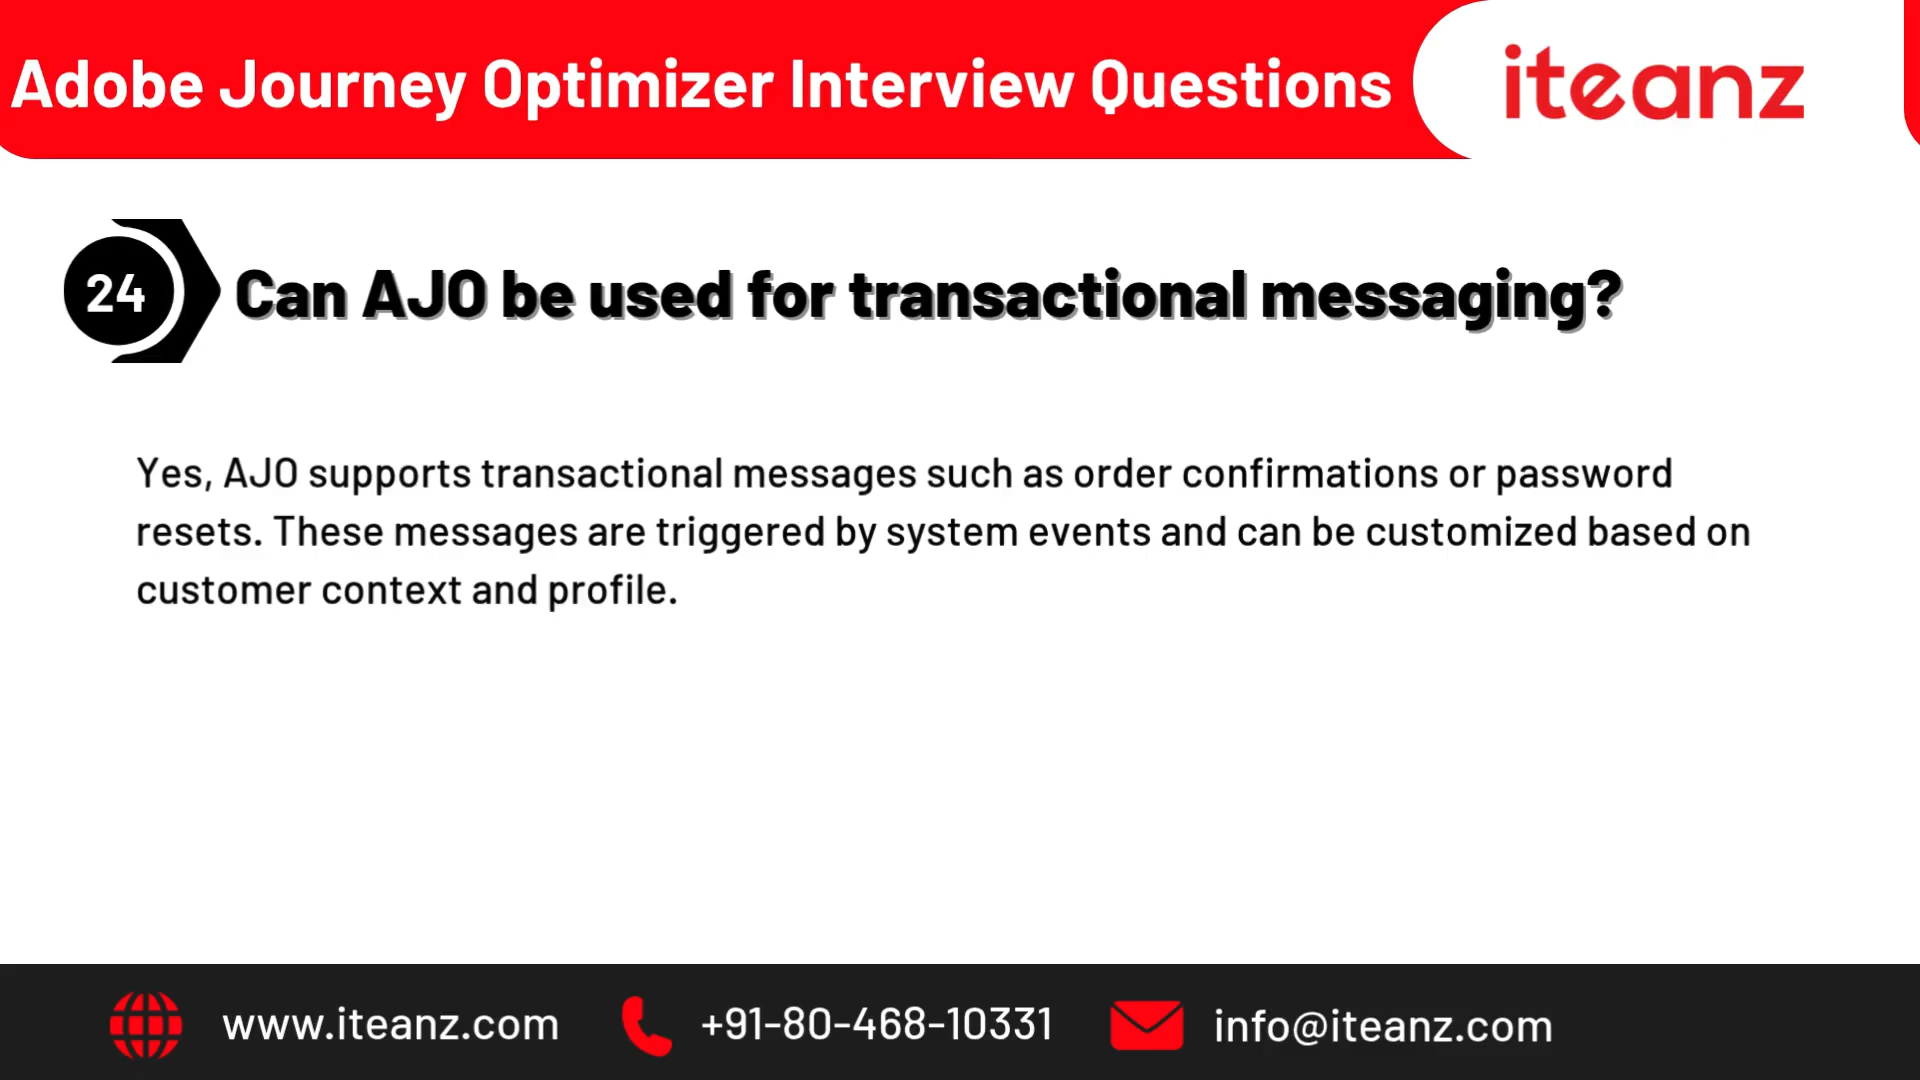 Adobe Journey Optimizer Interview Questions
iteanz
24
Can AJO be used for transactional messaging?
Yes, AJO supports transactional messages such as order confirmations or password
resets. These messages are triggered by system events and can be customized based on
customer context and profile.
www.iteanz.com
+91-80-468-10331
info@iteanz.com